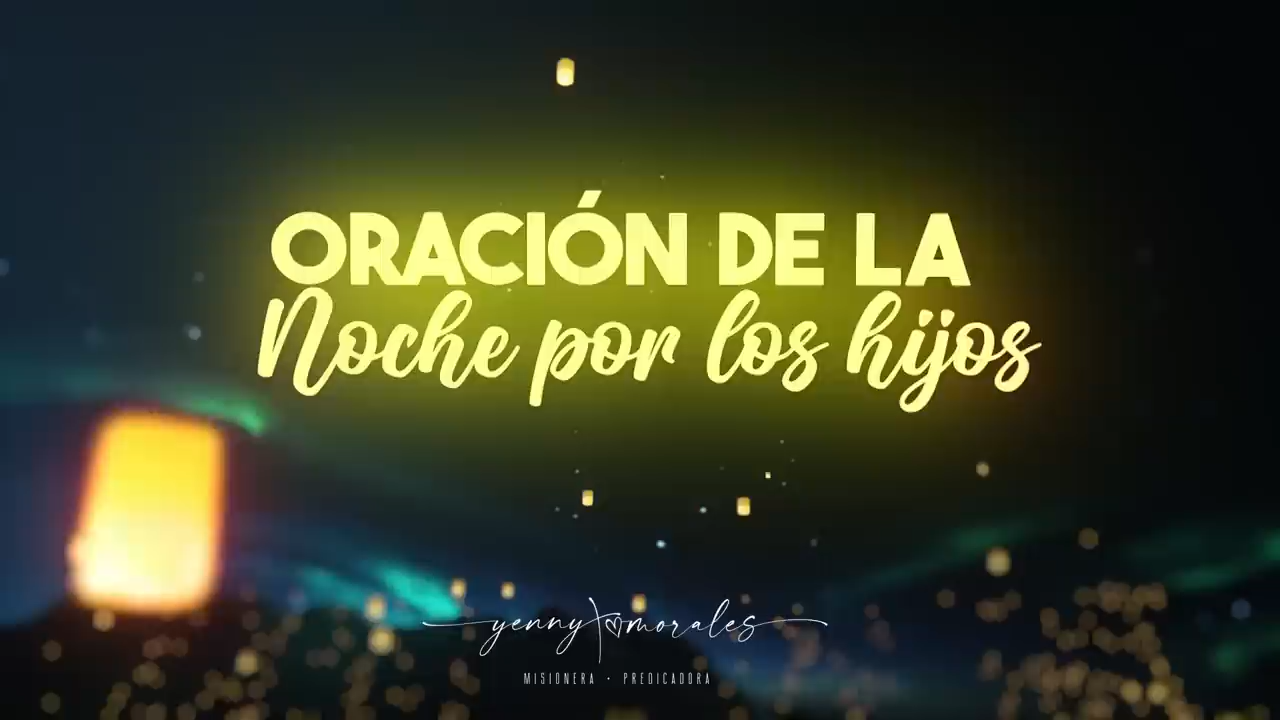 ORACIÓN DE LA
Noche por los hijos
yenny morales
MISIONERA · PREDICADORA